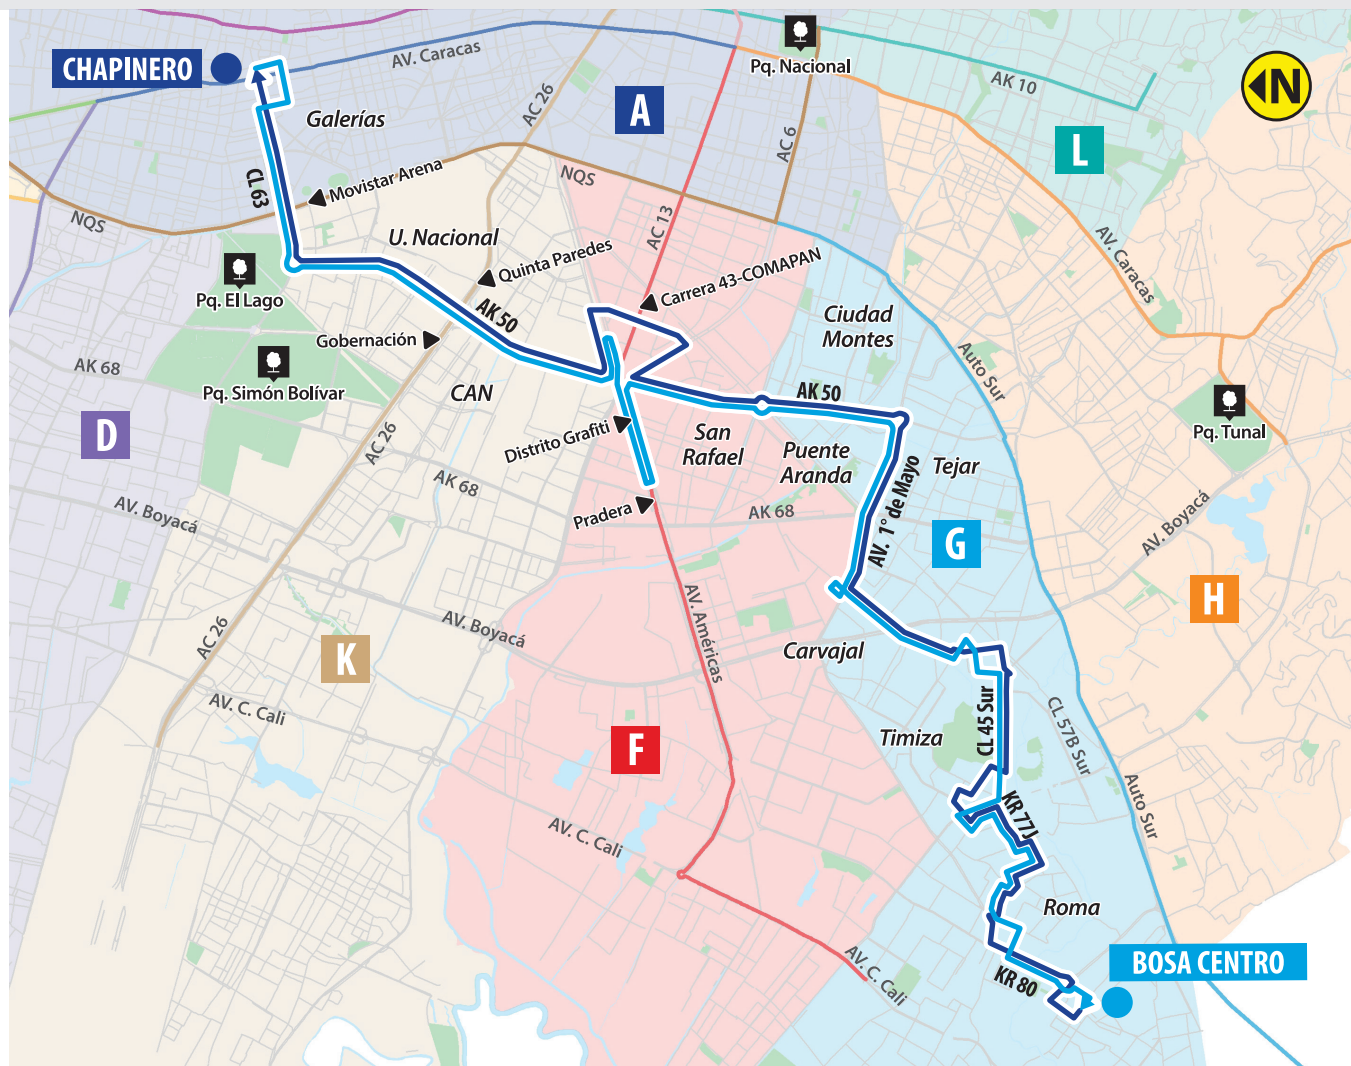 CHAPINERO
AV. Caracas
Galerías
AC 26
A
Pq. Nacional
AK 10
N
L
AC 6
CL 63
Movistar Arena
NQS
NQS
U. Nacional
AC 13
Quinta Paredes
Carrera 43-COMAPAN
AV. Caracas
Pq. El Lago
AK 50
Gobernación
Ciudad
Montes
Auto Sur
AK 68
Pq. Simón Bolívar
CAN
AK 50
D
Distrito Grafiti
San
Rafael
Puente
Aranda
Tejar
Pq. Tunal
AC 26
AK 68
AV. 1° de Mayo
AV. Boyacá
Pradera
AK 68
AV. Boyacá
G
H
AV. Américas
AC 26
AV. Boyacá
K
Carvajal
AV. C. Cali
CL 45 Sur
CL 57B Sur
F
Timiza
Auto Sur
AV. C. Cali
KR 77J
Roma
AV. C. Cali
KR 80
BOSA CENTRO